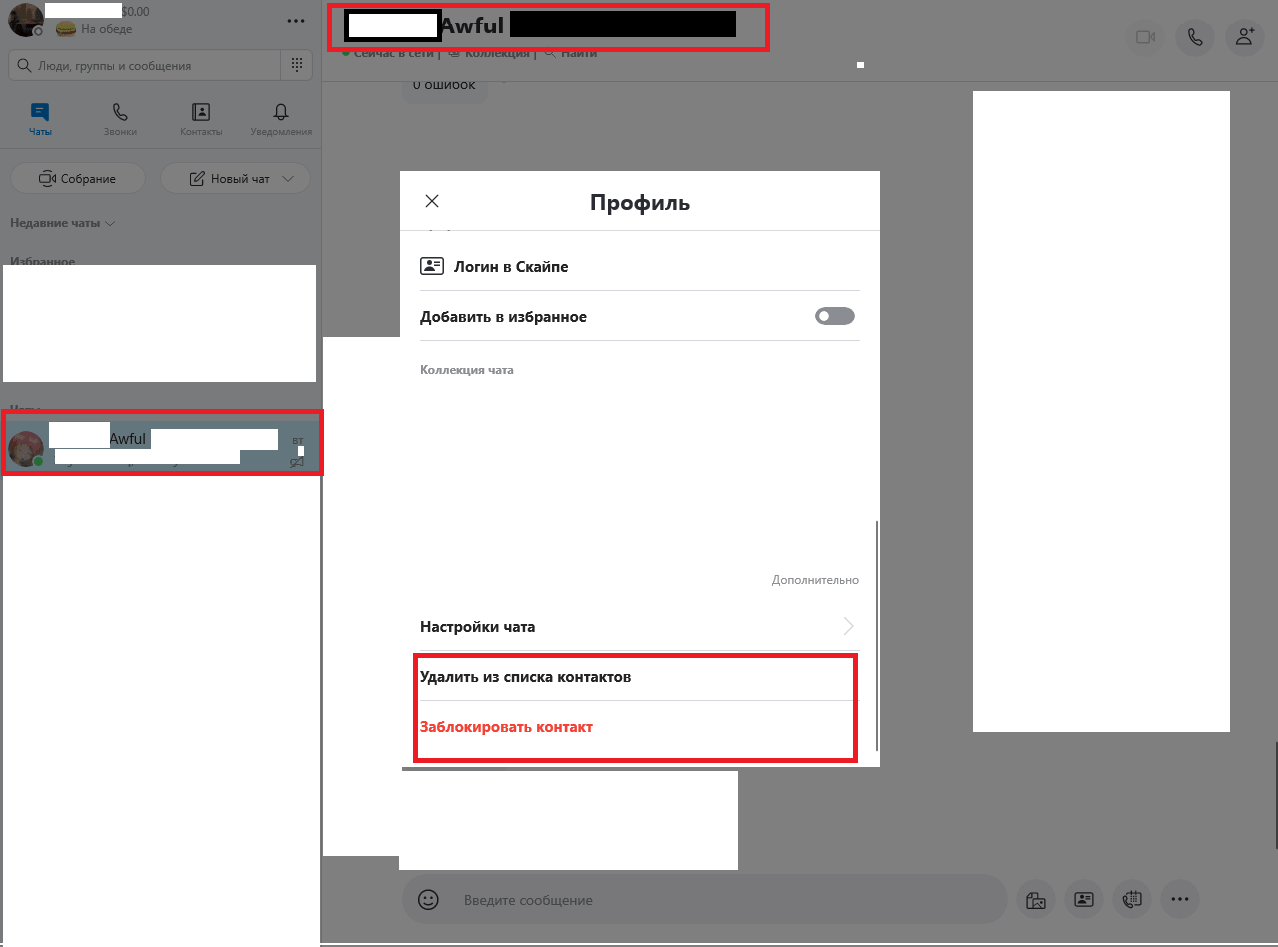 $0.00
На обеде
Люди, группы и сообщения
Чаты
Звонки
Контакты
Уведомления
Собрание
Новый чат
Недавние чаты
Избранное
Чаты
Awful
вт
Awful
Сейчас в сети | Коллекция | Найти
0 ошибок
Профиль
Логин в Скайпе
Добавить в избранное
Коллекция чата
Дополнительно
Настройки чата
Удалить из списка контактов
Заблокировать контакт
Введите сообщение